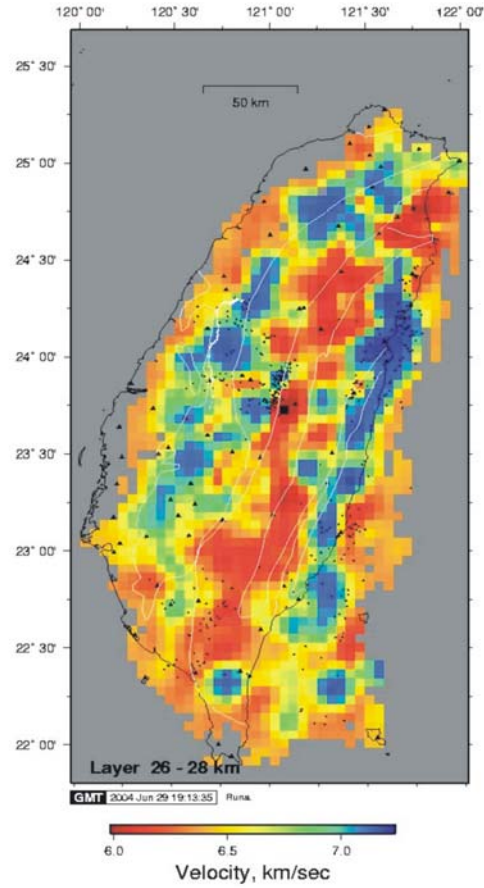 120° 00' 120° 30' 121° 00' 121° 30' 122° 00'
25° 30'
50 km
25° 00'
24° 30'
24° 00'
23° 30'
23° 00'
22° 30'
22° 00'
Layer 26 - 28 km
GMT 2004 Jun 29 19:13:35 Runa.
6.0 6.5 7.0
Velocity, km/sec